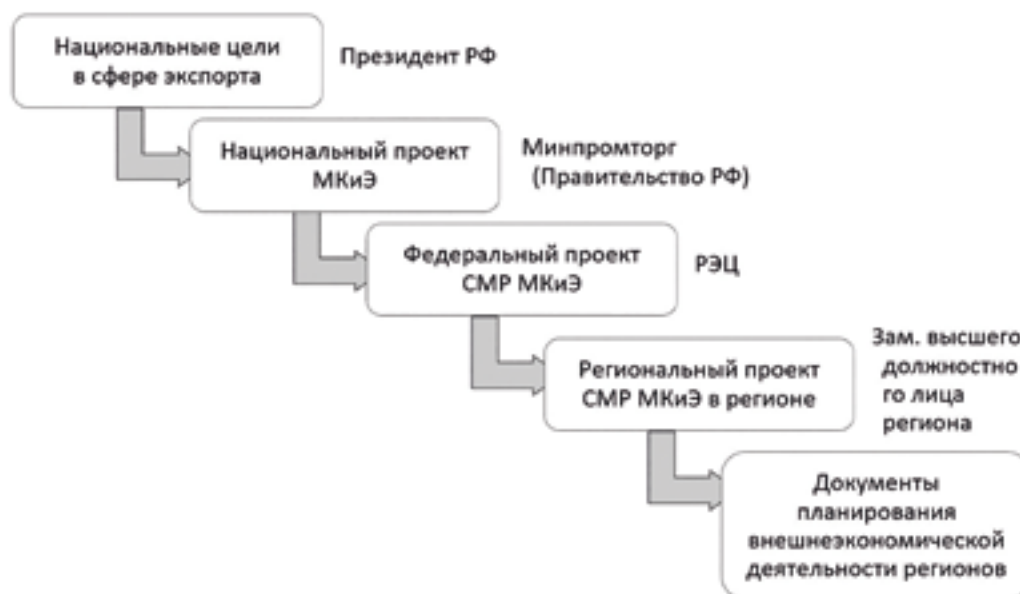 Национальные цели
в сфере экспорта
Президент РФ
Национальный проект
МКиЭ
Минпромторг
(Правительство РФ)
Федеральный проект
СМР МКиЭ
РЭЦ
Региональный проект
СМР МКиЭ в регионе
Зам. высшего
должностно
го лица
региона
Документы
планирования
внешнеэкономической
деятельности регионов